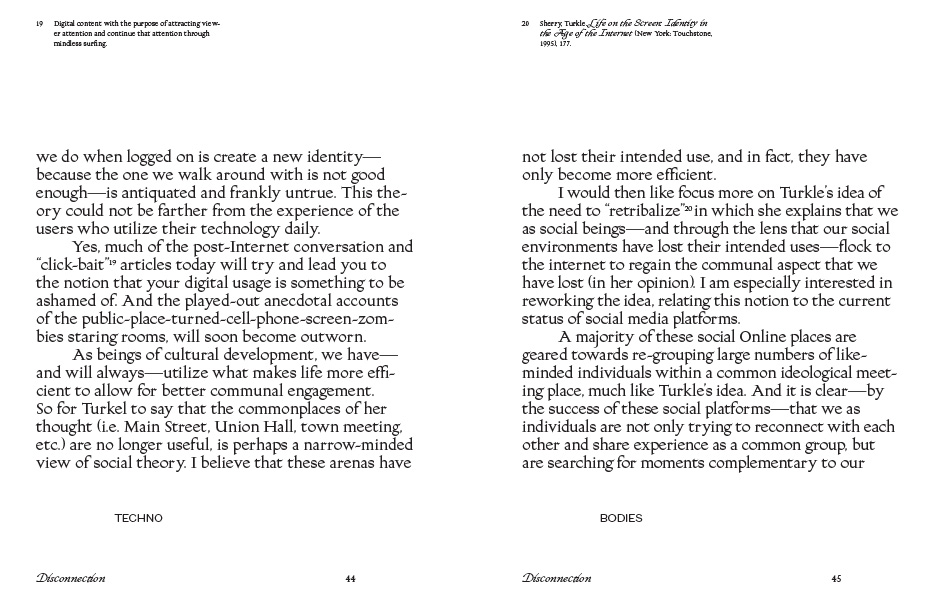 19 Digital content with the purpose of attracting view-
er attention and continue that attention through
mindless surfing.
we do when logged on is create a new identity—
because the one we walk around with is not good
enough—is antiquated and frankly untrue. This the-
ory could not be farther from the experience of the
users who utilize their technology daily.
Yes, much of the post-Internet conversation and
“click-bait”19 articles today will try and lead you to
the notion that your digital usage is something to be
ashamed of. And the played-out anecdotal accounts
of the public-place-turned-cell-phone-screen-zom-
bies staring rooms, will soon become outworn.
As beings of cultural development, we have—
and will always—utilize what makes life more effi-
cient to allow for better communal engagement.
So for Turkel to say that the commonplaces of her
thought (i.e. Main Street, Union Hall, town meeting,
etc.) are no longer useful, is perhaps a narrow-minded
view of social theory. I believe that these arenas have
TECHNO
Disconnection 44
20 Sherry, Turkle, Life on the Screen: Identity in
the Age of the Internet (New York: Touchstone,
1995), 177.
not lost their intended use, and in fact, they have
only become more efficient.
I would then like focus more on Turkle’s idea of
the need to “retribalize”20 in which she explains that we
as social beings—and through the lens that our social
environments have lost their intended uses—flock to
the internet to regain the communal aspect that we
have lost (in her opinion). I am especially interested in
reworking the idea, relating this notion to the current
status of social media platforms.
A majority of these social Online places are
geared towards re-grouping large numbers of like-
minded individuals within a common ideological meet-
ing place, much like Turkle’s idea. And it is clear—by
the success of these social platforms—that we as
individuals are not only trying to reconnect with each
other and share experience as a common group, but
are searching for moments complementary to our
BODIES
Disconnection 45